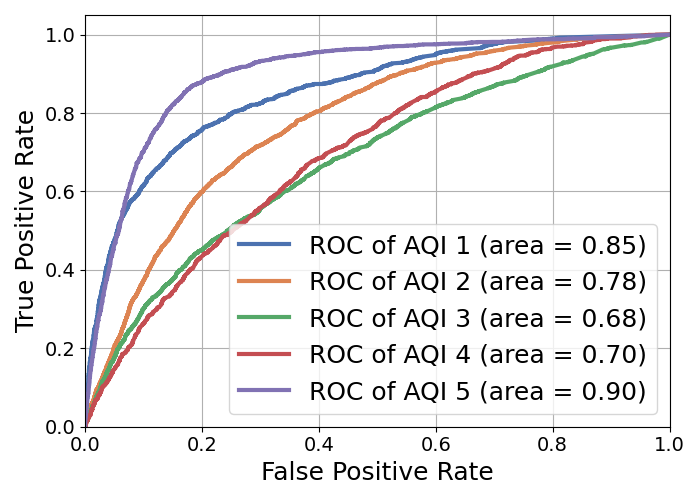 True Positive Rate
1.0
0.8
0.6
0.4
0.2
0.0
0.0 0.2 0.4 0.6 0.8 1.0
False Positive Rate
ROC of AQI 1 (area = 0.85)
ROC of AQI 2 (area = 0.78)
ROC of AQI 3 (area = 0.68)
ROC of AQI 4 (area = 0.70)
ROC of AQI 5 (area = 0.90)